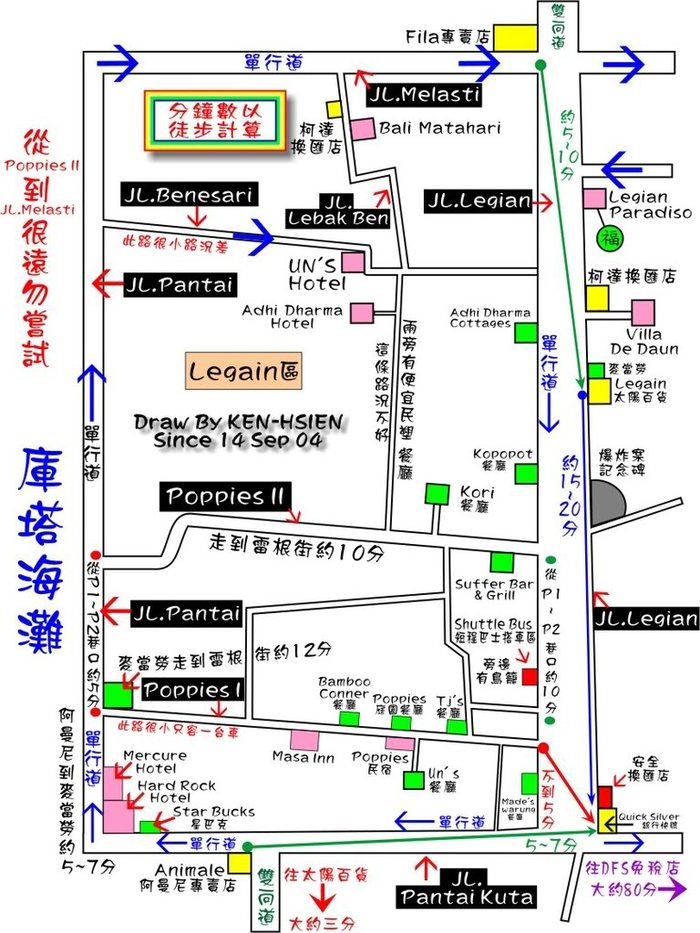 Fila專賣店
雙向道
單行道
JL.Melasti
分鐘數以
徒步計算
柯達
換匯店
Bali Matahari
約5~10分
從
Poppies II
到
JL.Melasti
很遠勿嘗試
JL.Benesari
JL.
Lebak Ben
JL.Legian
Legian
Paradiso
福
此路很小路況差
UN'S
Hotel
JL.Pantai
柯達換匯店
Adhi Dharma
Hotel
Adhi Dharma
Cottages
Villa
De Daun
兩旁有便宜民塑 餐廳
這條路況不好
單行道
麥當勞
Legain
太陽百貨
Legain區
Draw By KEN-HSIEN
Since 14 Sep 04
單行道
庫塔海灘
Kopopot
餐廳
爆炸案
記念碑
約15~20分
Poppies II
Kori
餐廳
走到雷根街約10分
從P1~P2巷口約5分
Suffer Bar
& Grill
從P1~P2巷口約10分
JL.Pantai
Shuttle Bus
短程巴士搭車區
JL.Legian
旁邊
有鳥籠
麥當勞走到雷根
街約12分
Poppies I
Bamboo
Conner
餐廳
Poppies
庭園餐廳
Tj's
餐廳
此路很小只容一台車
阿曼尼到麥當勞約
5~7分
單行道
Mercure
Hotel
Masa Inn
Poppies
民宿
Un's
餐廳
不到5分
安全
換匯店
Hard Rock
Hotel
Star Bucks
星巴克
Made's
warung
餐廳
Quick Silver
單行道
單行道
5~7分
Animale
阿曼尼專賣店
雙向道
往太陽百貨
大約三分
JL.
Pantai Kuta
往DFS免稅店
大約80分